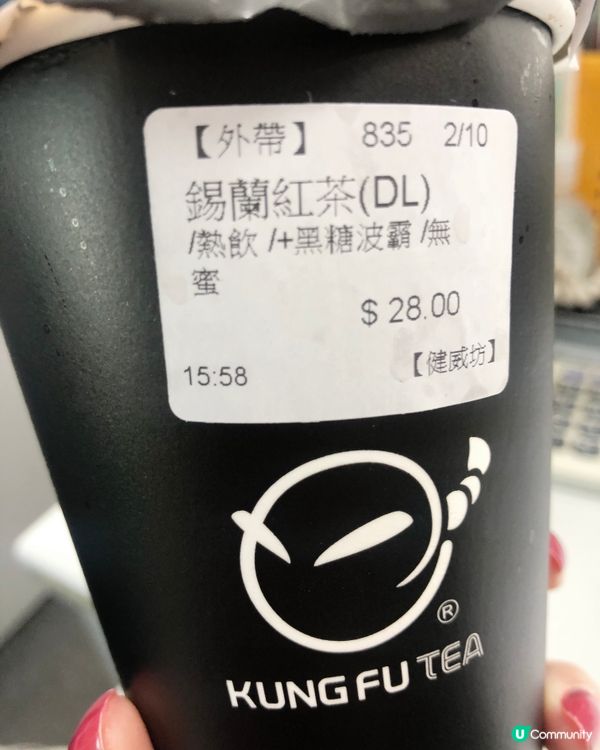 【外帶】 835 2/10
錫蘭紅茶(DL)
/熱飲 /+黑糖波霸 /無
蜜
$ 28.00
15:58 【健威坊】
®
KUNG FU TEA
U Community